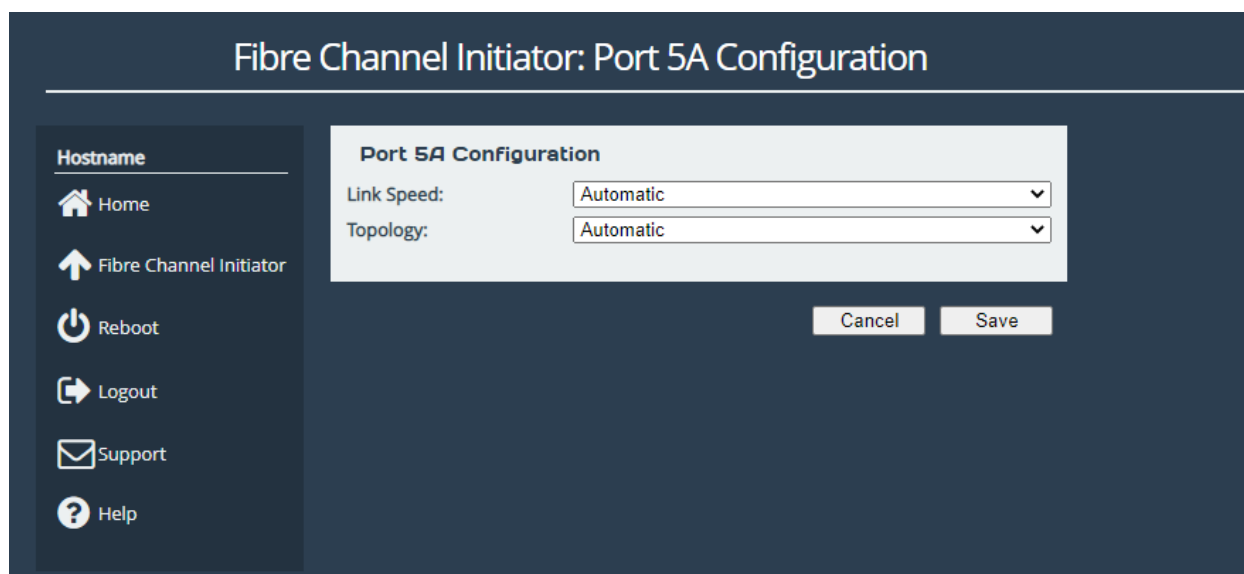 Fibre Channel Initiator: Port 5A Configuration
Hostname
Home
Fibre Channel Initiator
Reboot
Logout
Support
Help
Port 5A Configuration
Link Speed: Automatic
Topology: Automatic
Cancel Save